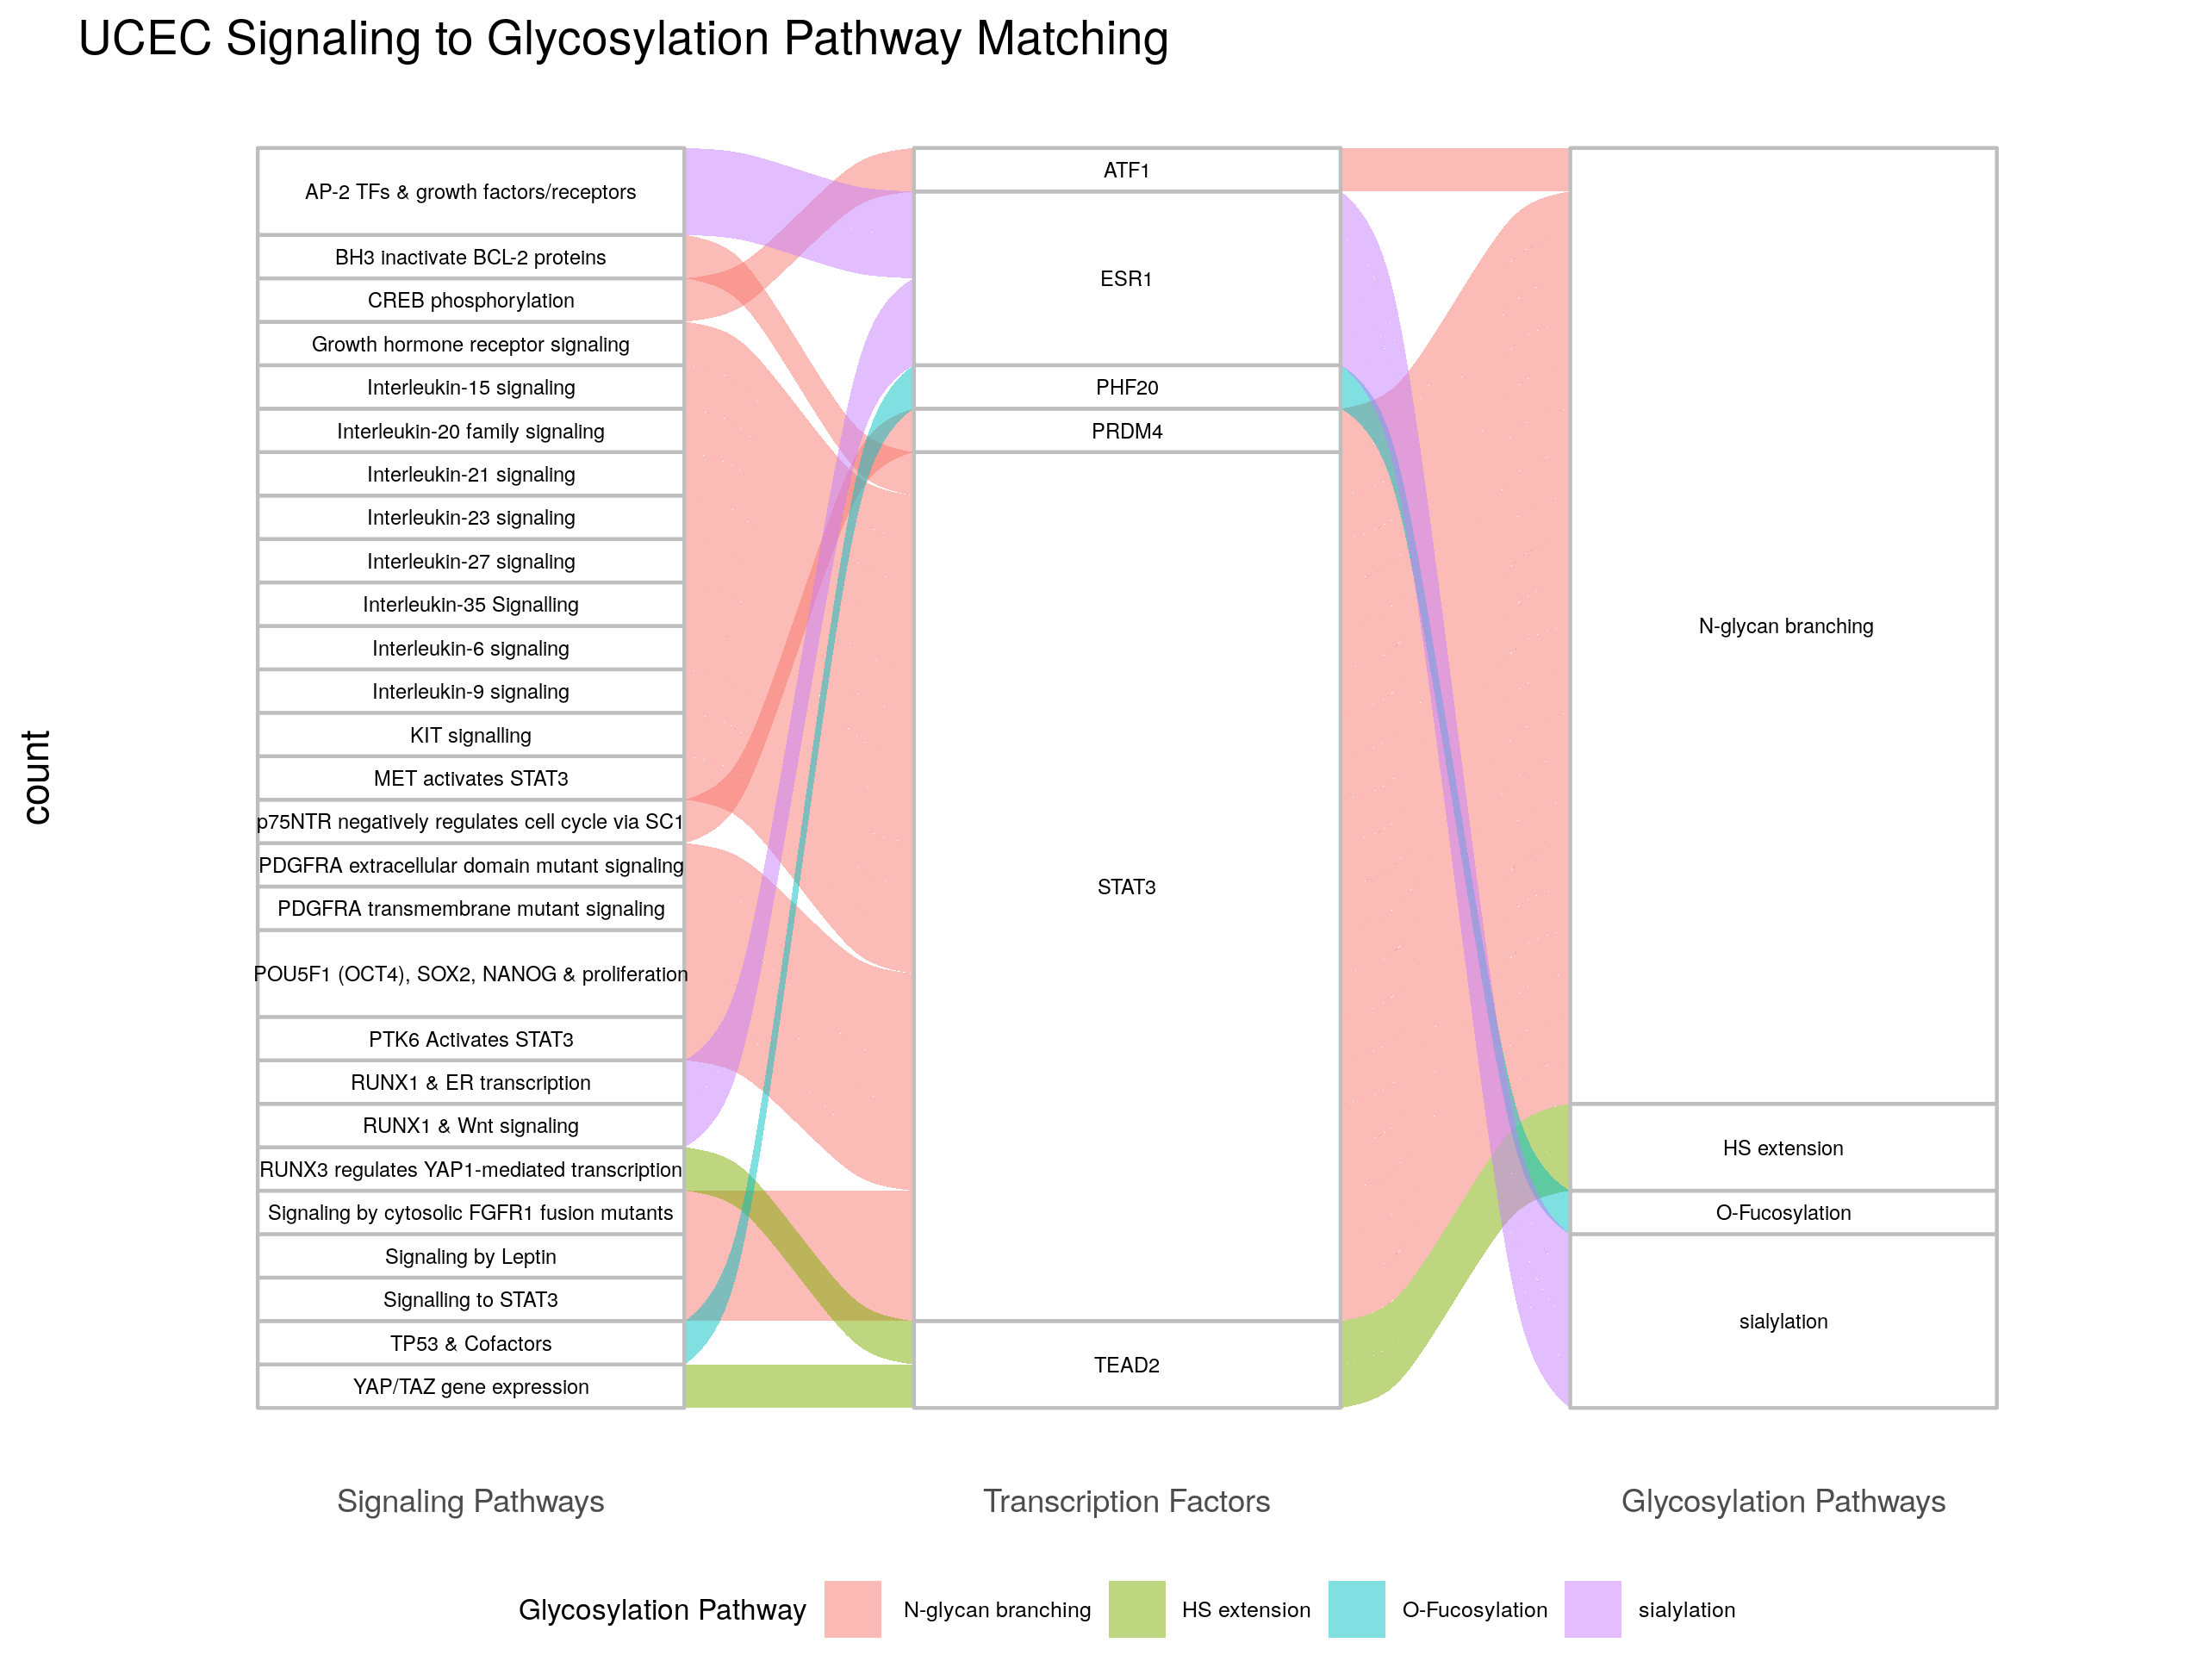 UCEC Signaling to Glycosylation Pathway Matching
count
AP-2 TFs & growth factors/receptors
BH3 inactivate BCL-2 proteins
CREB phosphorylation
Growth hormone receptor signaling
Interleukin-15 signaling
Interleukin-20 family signaling
Interleukin-21 signaling
Interleukin-23 signaling
Interleukin-27 signaling
Interleukin-35 Signalling
Interleukin-6 signaling
Interleukin-9 signaling
KIT signalling
MET activates STAT3
p75NTR negatively regulates cell cycle via SC1
PDGFRA extracellular domain mutant signaling
PDGFRA transmembrane mutant signaling
POU5F1 (OCT4), SOX2, NANOG & proliferation
PTK6 Activates STAT3
RUNX1 & ER transcription
RUNX1 & Wnt signaling
RUNX3 regulates YAP1-mediated transcription
Signaling by cytosolic FGFR1 fusion mutants
Signaling by Leptin
Signalling to STAT3
TP53 & Cofactors
YAP/TAZ gene expression
ATF1
ESR1
PHF20
PRDM4
STAT3
TEAD2
N-glycan branching
HS extension
O-Fucosylation
sialylation
Signaling Pathways
Transcription Factors
Glycosylation Pathways
Glycosylation Pathway
N-glycan branching
HS extension
O-Fucosylation
sialylation